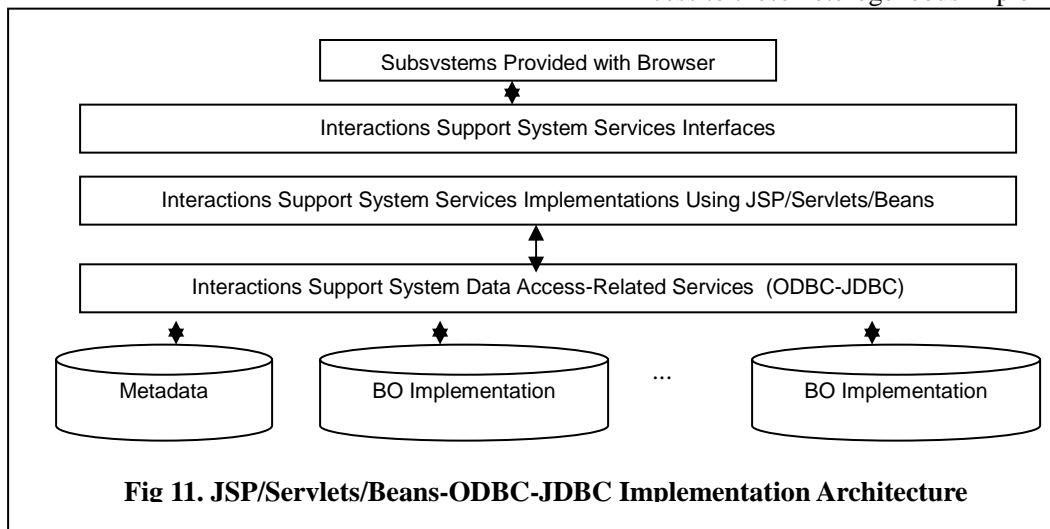 Subsystems Provided with Browser
Interactions Support System Services Interfaces
Interactions Support System Services Implementations Using JSP/Servlets/Beans
Interactions Support System Data Access-Related Services (ODBC-JDBC)
Metadata
BO Implementation
...
BO Implementation
Fig 11. JSP/Servlets/Beans-ODBC-JDBC Implementation Architecture